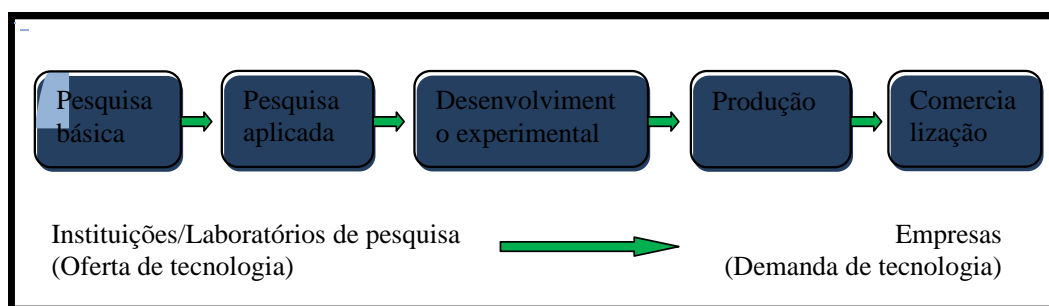 Pesquisa
básica
Pesquisa
aplicada
Desenvolviment
o experimental
Produção
Comercia
lização
Instituições/Laboratórios de pesquisa
(Oferta de tecnologia)
Empresas
(Demanda de tecnologia)